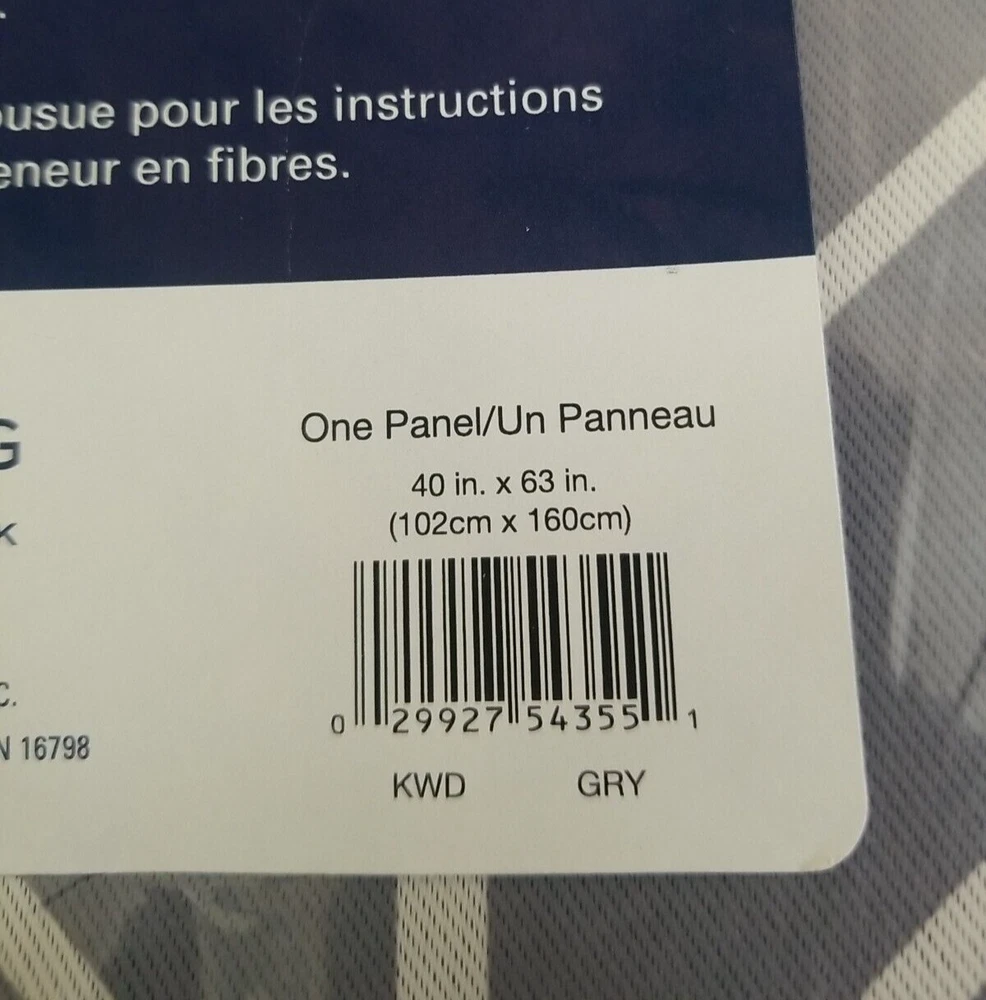 pour les instructions
en fibres.
One Panel/Un Panneau
40 in. x 63 in.
(102cm x 160cm)
0 29927 54355 1
16798
KWD GRY